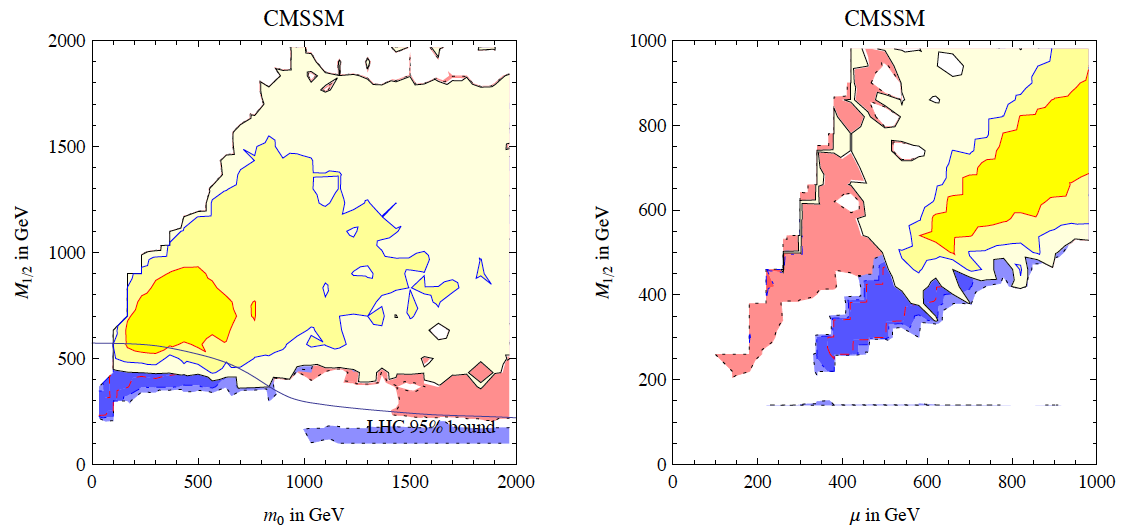 CMSSM
2000
1500
1000
500
0
M1/2 in GeV
LHC 95% bound
0 500 1000 1500 2000
m0 in GeV
CMSSM
1000
800
600
400
200
0
M1/2 in GeV
0 200 400 600 800 1000
μ in GeV